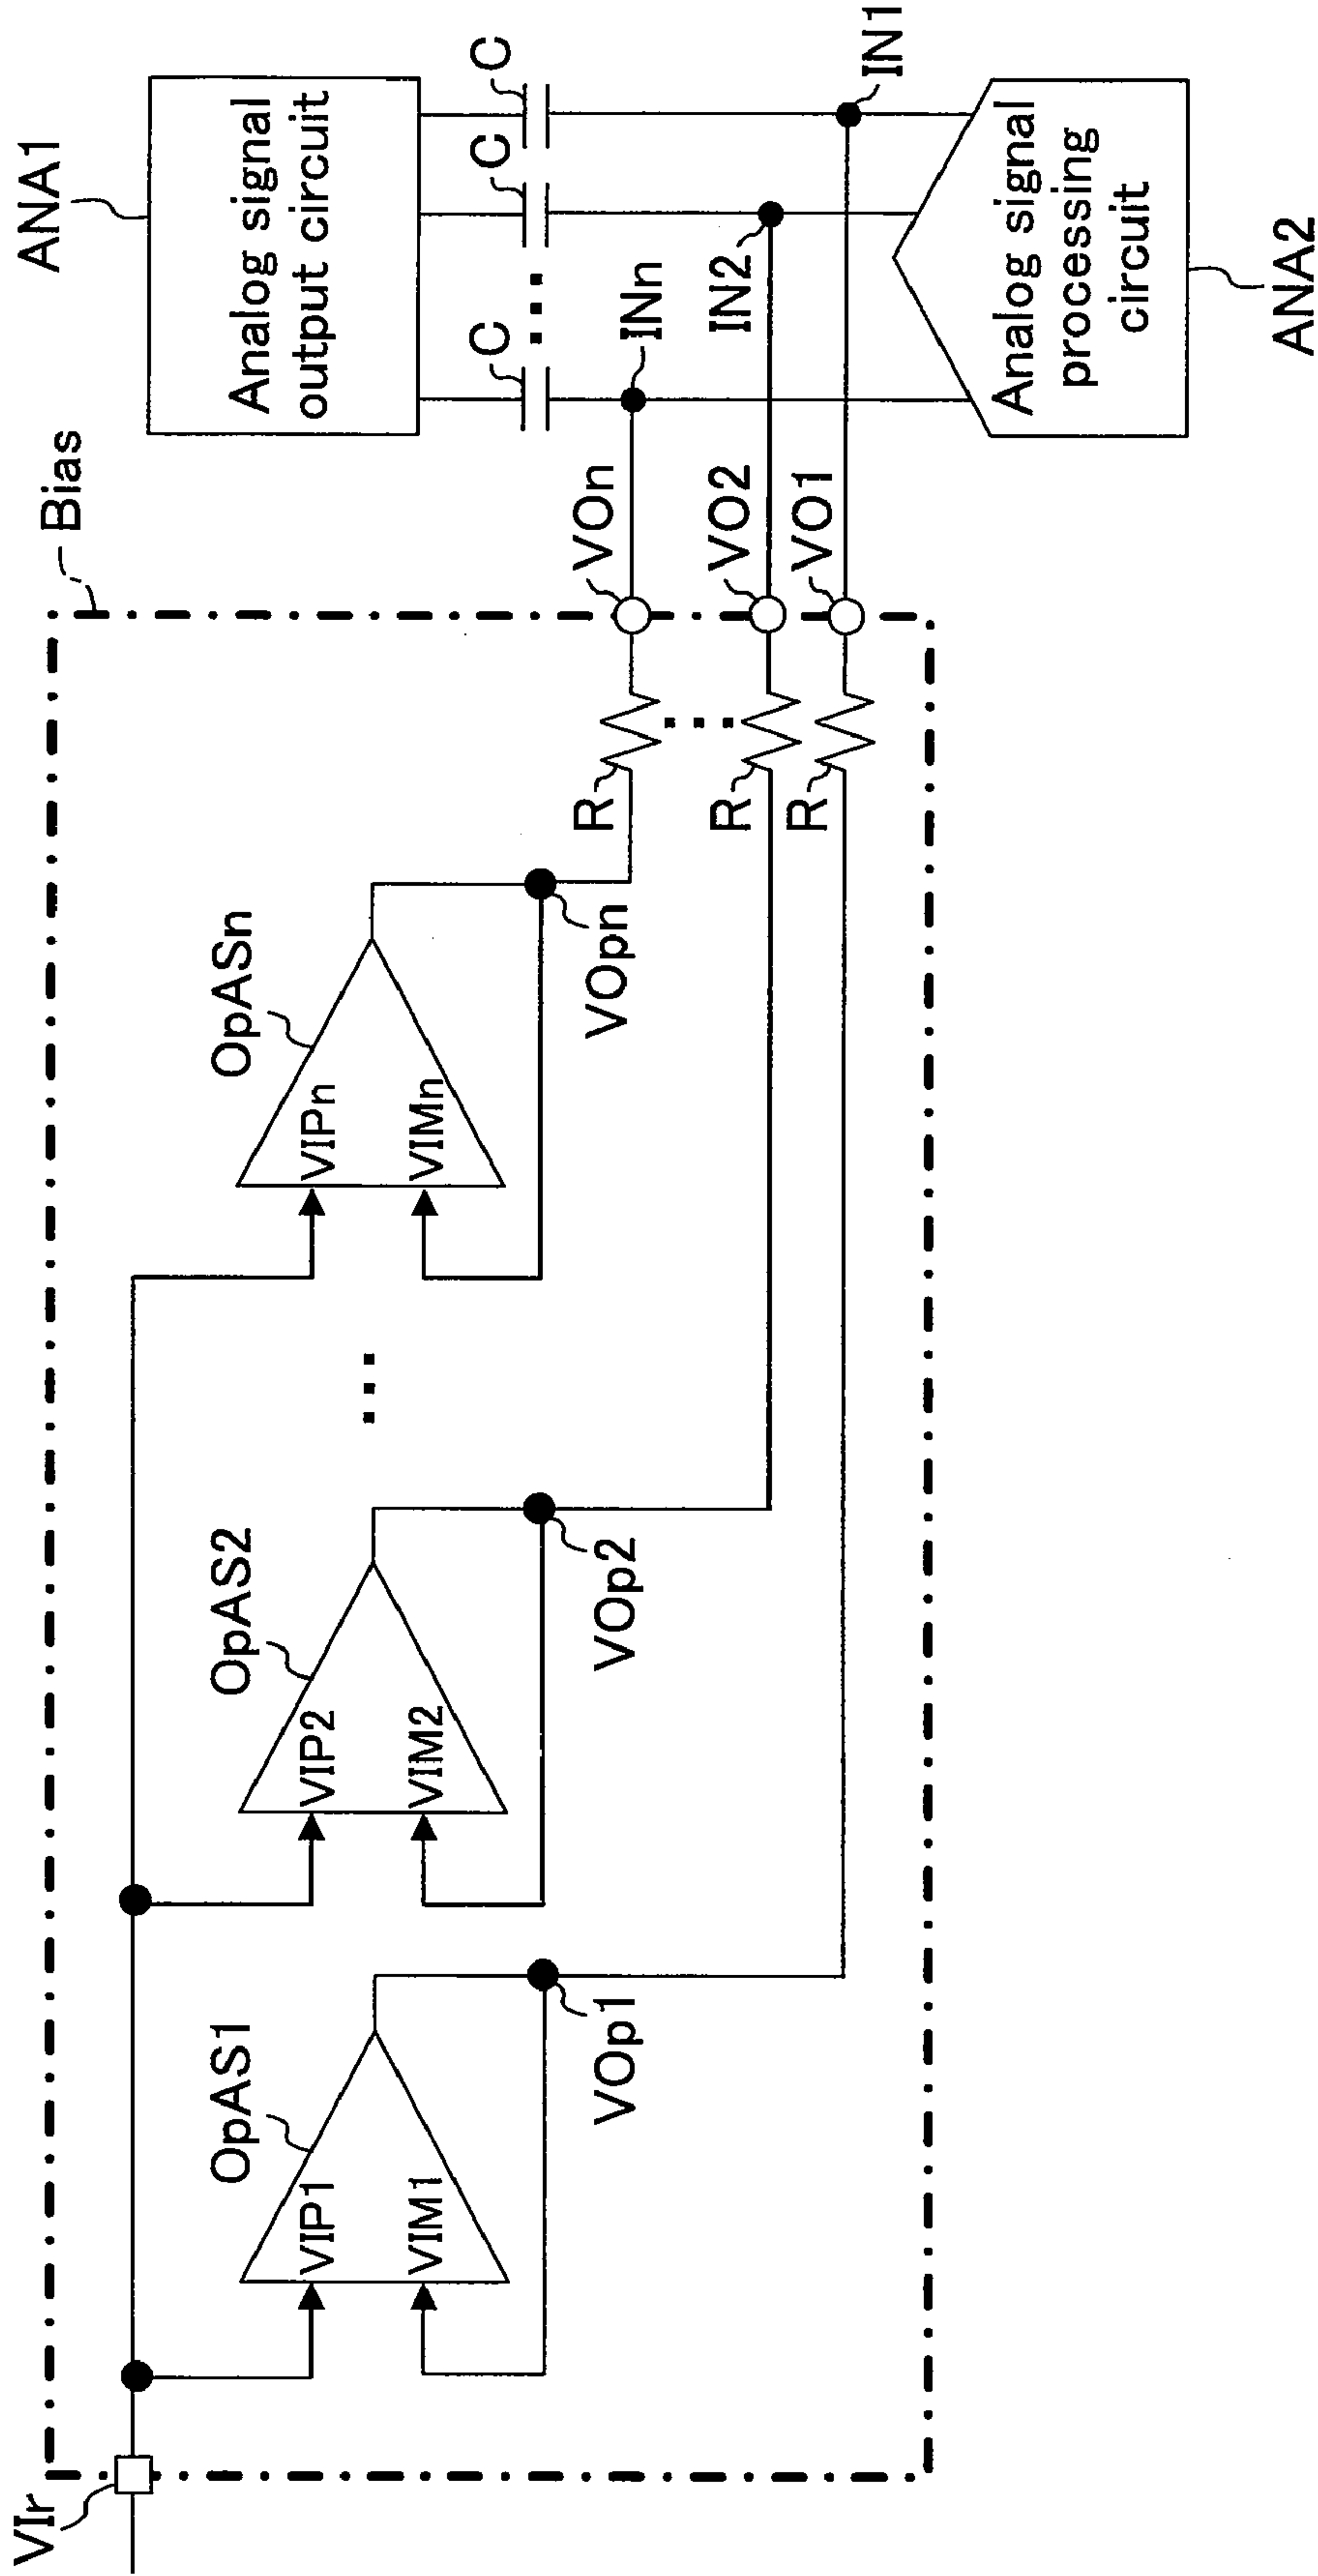 VIr
Bias
ANA1
Analog signal
output circuit
OpAS1
VIP1
VIM1
VOp1
OpAS2
VIP2
VIM2
VOp2
...
OpASn
VIPn
VIMn
VOpn
R
...
R
R
VOn
VO2
VO1
C
...
C
C
INn
IN2
IN1
Analog signal
processing
circuit
ANA2